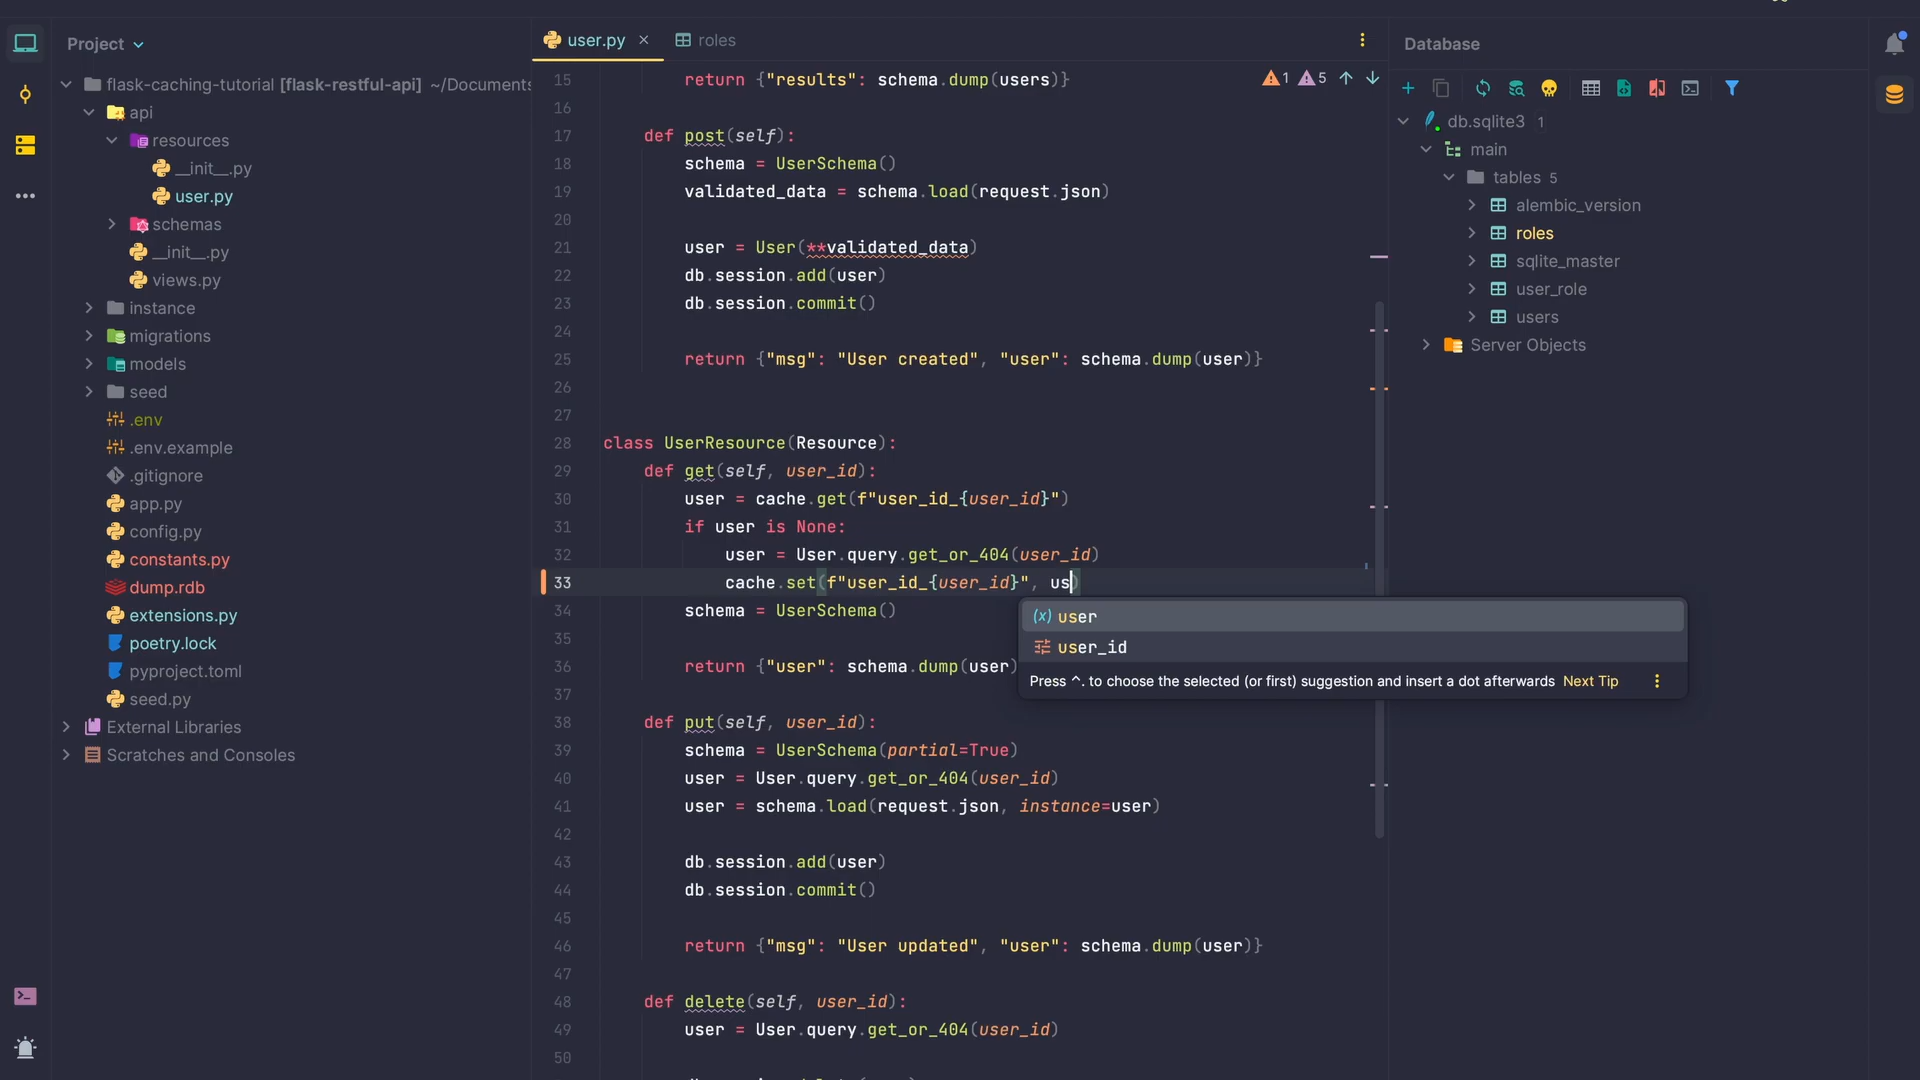 Project
flask-caching-tutorial [flask-restful-api] ~/Documents
api
resources
__init__.py
user.py
schemas
__init__.py
views.py
instance
migrations
models
seed
.env
.env.example
.gitignore
app.py
config.py
constants.py
dump.rdb
extensions.py
poetry.lock
pyproject.toml
seed.py
External Libraries
Scratches and Consoles
user.py
roles
1 5
15 return {"results": schema.dump(users)}
16
17 def post(self):
18 schema = UserSchema()
19 validated_data = schema.load(request.json)
20
21 user = User(**validated_data)
22 db.session.add(user)
23 db.session.commit()
24
25 return {"msg": "User created", "user": schema.dump(user)}
26
27
28 class UserResource(Resource):
29 def get(self, user_id):
30 user = cache.get(f"user_id_{user_id}")
31 if user is None:
32 user = User.query.get_or_404(user_id)
33 cache.set(f"user_id_{user_id}", us)
34 schema = UserSchema()
35
36 return {"user": schema.dump(user)
37
38 def put(self, user_id):
39 schema = UserSchema(partial=True)
40 user = User.query.get_or_404(user_id)
41 user = schema.load(request.json, instance=user)
42
43 db.session.add(user)
44 db.session.commit()
45
46 return {"msg": "User updated", "user": schema.dump(user)}
47
48 def delete(self, user_id):
49 user = User.query.get_or_404(user_id)
50
(x) user
user_id
Press ^. to choose the selected (or first) suggestion and insert a dot afterwards Next Tip
Database
db.sqlite3 1
main
tables 5
alembic_version
roles
sqlite_master
user_role
users
Server Objects